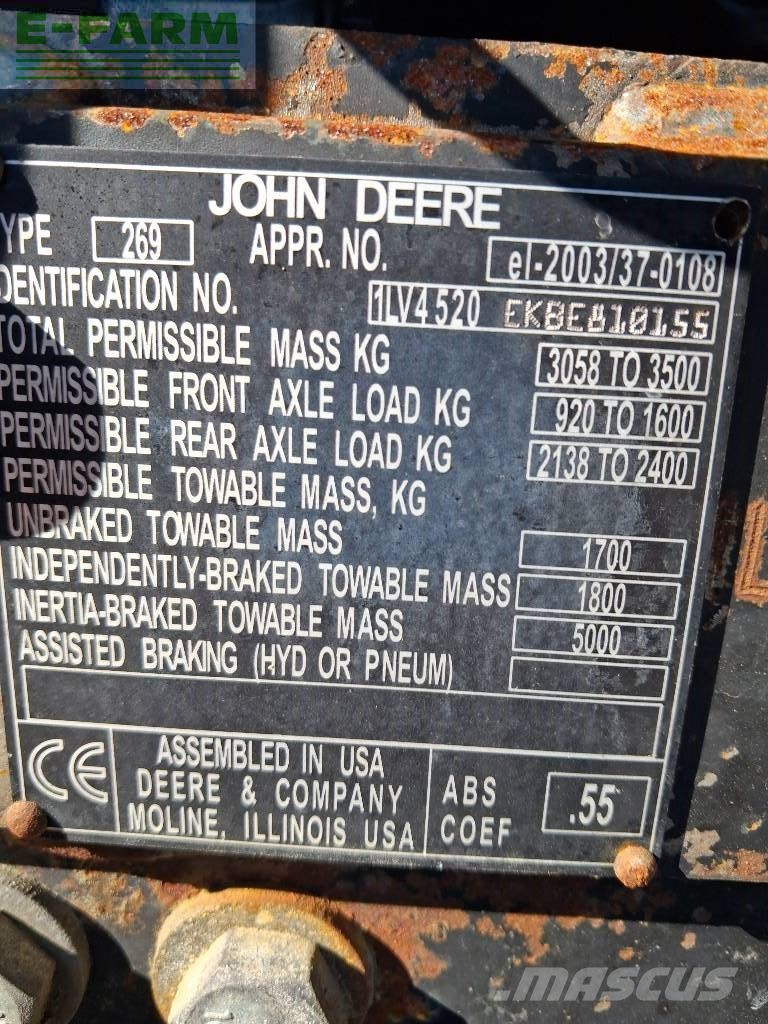 E-FARM
JOHN DEERE
YPE 269 APPR. NO. e1-2003/37-0108
DENTIFICATION NO. 1LV4520 EKBEB10155
TOTAL PERMISSIBLE MASS KG 3058 TO 3500
PERMISSIBLE FRONT AXLE LOAD KG 920 TO 1600
PERMISSIBLE REAR AXLE LOAD KG 2138 TO 2400
PERMISSIBLE TOWABLE MASS, KG
UNBRAKED TOWABLE MASS 1700
INDEPENDENTLY-BRAKED TOWABLE MASS 1800
INERTIA-BRAKED TOWABLE MASS 5000
ASSISTED BRAKING (HYD OR PNEUM)
CE
ASSEMBLED IN USA
DEERE & COMPANY
MOLINE, ILLINOIS USA
ABS
COEF
.55
MASCUS